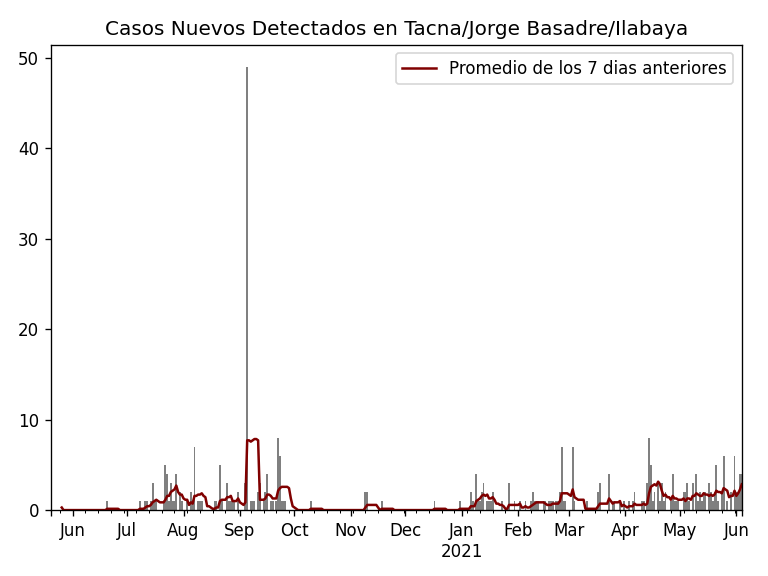 Casos Nuevos Detectados en Tacna/Jorge Basadre/Ilabaya
Promedio de los 7 dias anteriores
50
40
30
20
10
0
Jun Jul Aug Sep Oct Nov Dec Jan Feb Mar Apr May Jun
2021